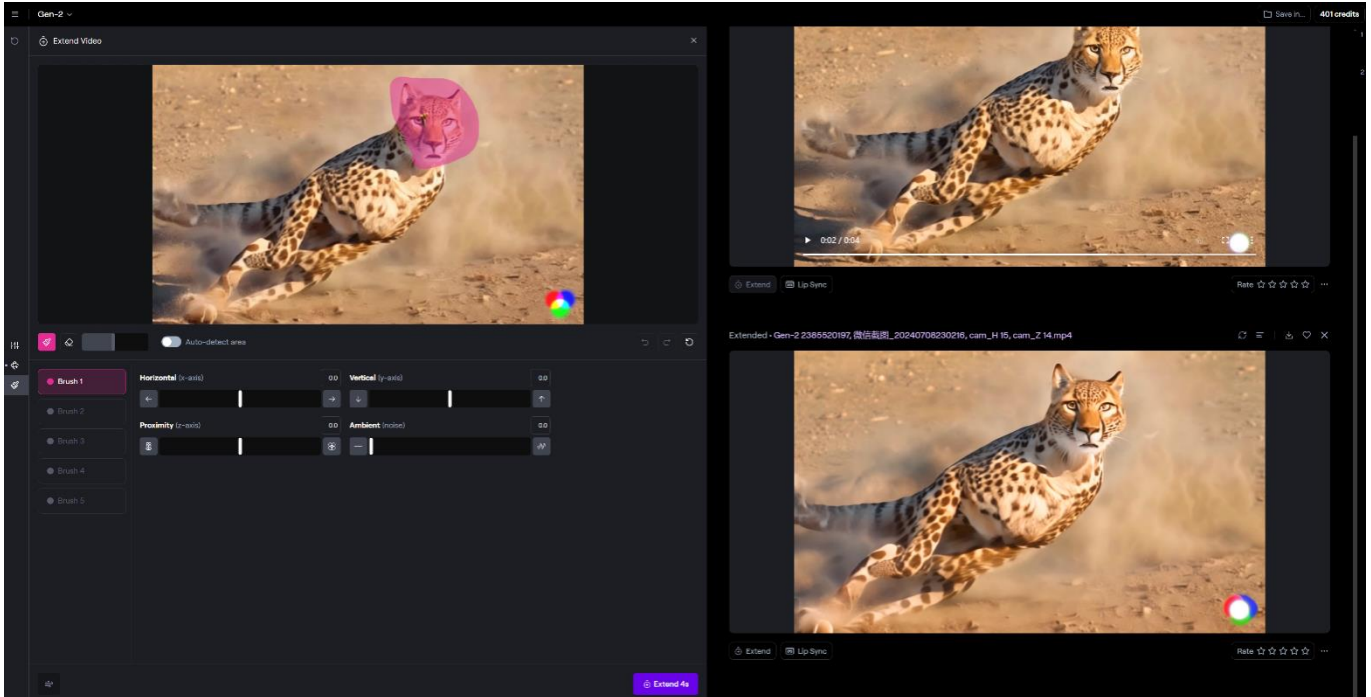 Gen-2
Save in...
401 credits
Extend Video
1
2
0:02 / 0:04
Extend
Lip Sync
Rate
Extended - Gen-2 2385520197, 微信截图_20240708230216, cam_H 15, cam_Z 14.mp4
Auto-detect area
Brush 1
Brush 2
Brush 3
Brush 4
Brush 5
Horizontal (x-axis)
0.0
Vertical (y-axis)
0.0
Proximity (z-axis)
0.0
Ambient (noise)
0.0
Extend
Lip Sync
Rate
Extend 4s